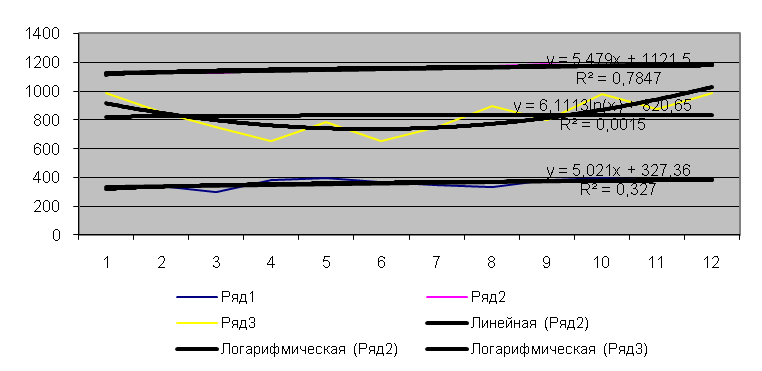 1400
1200
1000
800
600
400
200
0
y = 5,479x + 1121,5
R² = 0,7847
y = 6,1113ln(x) + 820,65
R² = 0,0015
y = 5,021x + 327,36
R² = 0,327
1 2 3 4 5 6 7 8 9 10 11 12
Ряд1 Ряд2
Ряд3 Линейная (Ряд2)
Логарифмическая (Ряд2) Логарифмическая (Ряд3)